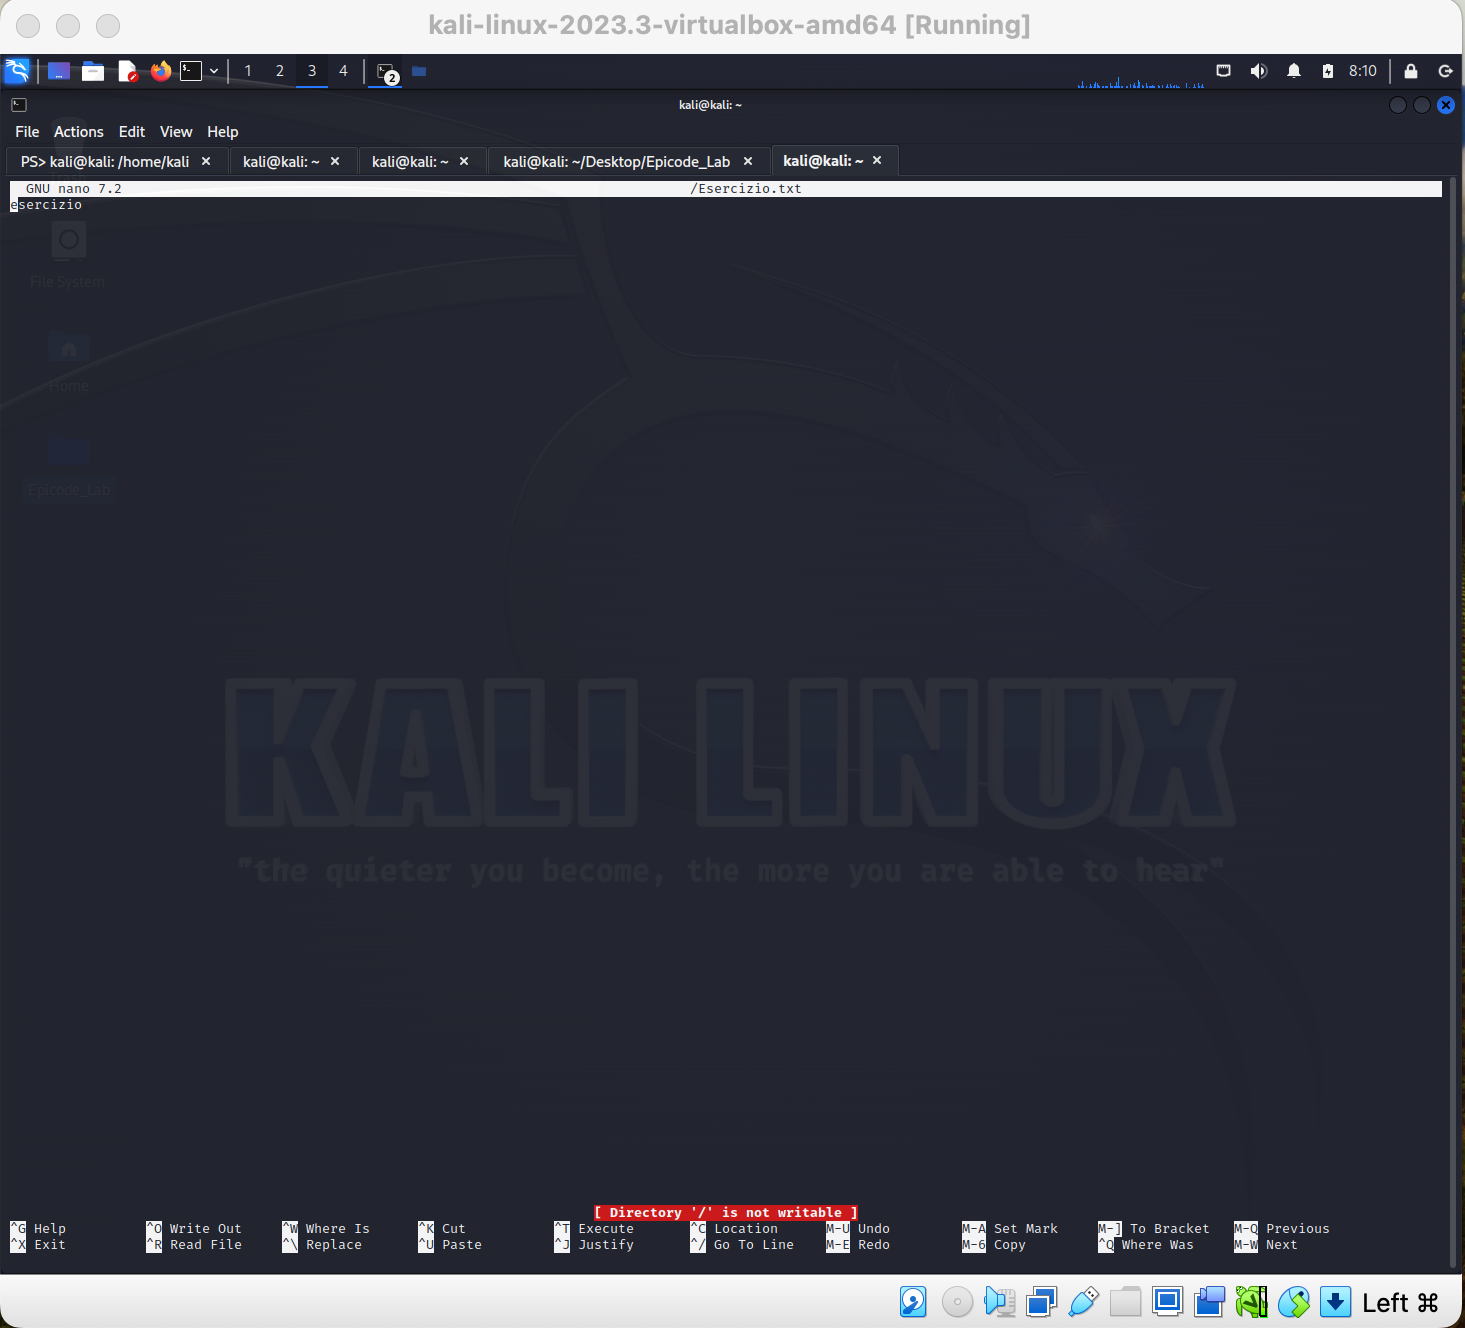 kali-linux-2023.3-virtualbox-amd64 [Running]
1 2 3 4 2 8:10
kali@kali: ~
File Actions Edit View Help
PS> kali@kali: /home/kali kali@kali: ~ kali@kali: ~ kali@kali: ~/Desktop/Epicode_Lab kali@kali: ~
GNU nano 7.2 /Esercizio.txt
esercizio
File System
Home
Epicode_Lab
KALI LINUX
"the quieter you become, the more you are able to hear"
[ Directory '/' is not writable ]
^G Help ^O Write Out ^W Where Is ^K Cut ^T Execute ^C Location M-U Undo M-A Set Mark M-] To Bracket M-Q Previous
^X Exit ^R Read File ^\ Replace ^U Paste ^J Justify ^/ Go To Line M-E Redo M-6 Copy ^Q Where Was M-W Next
Left ⌘